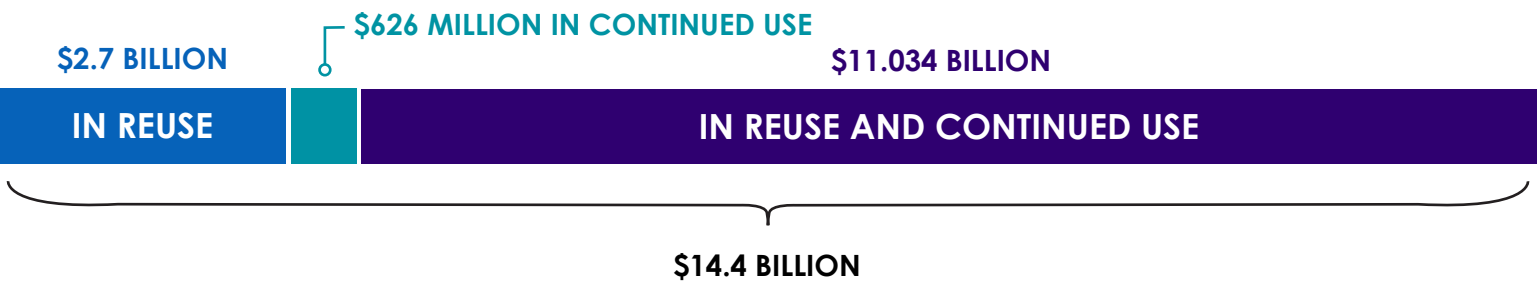 $626 MILLION IN CONTINUED USE
$2.7 BILLION
$11.034 BILLION
IN REUSE
IN REUSE AND CONTINUED USE
$14.4 BILLION